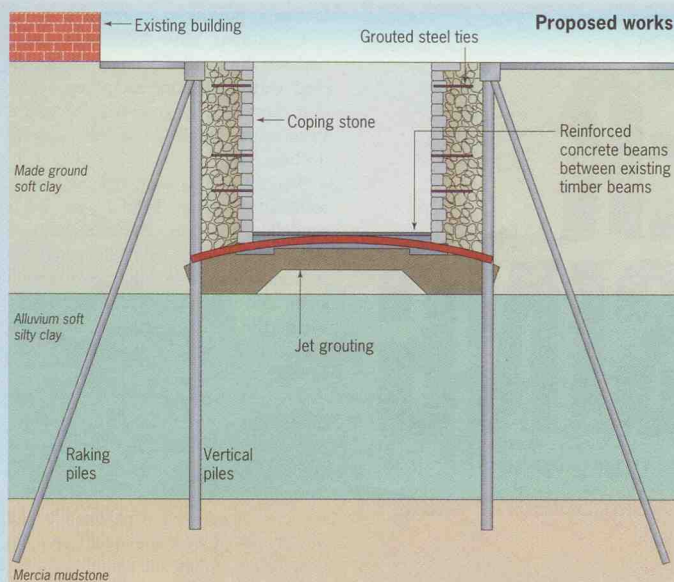 Proposed works
Existing building
Grouted steel ties
Coping stone
Reinforced
concrete beams
between existing
timber beams
Made ground
soft clay
Alluvium soft
silty clay
Jet grouting
Raking
piles
Vertical
piles
Mercia mudstone